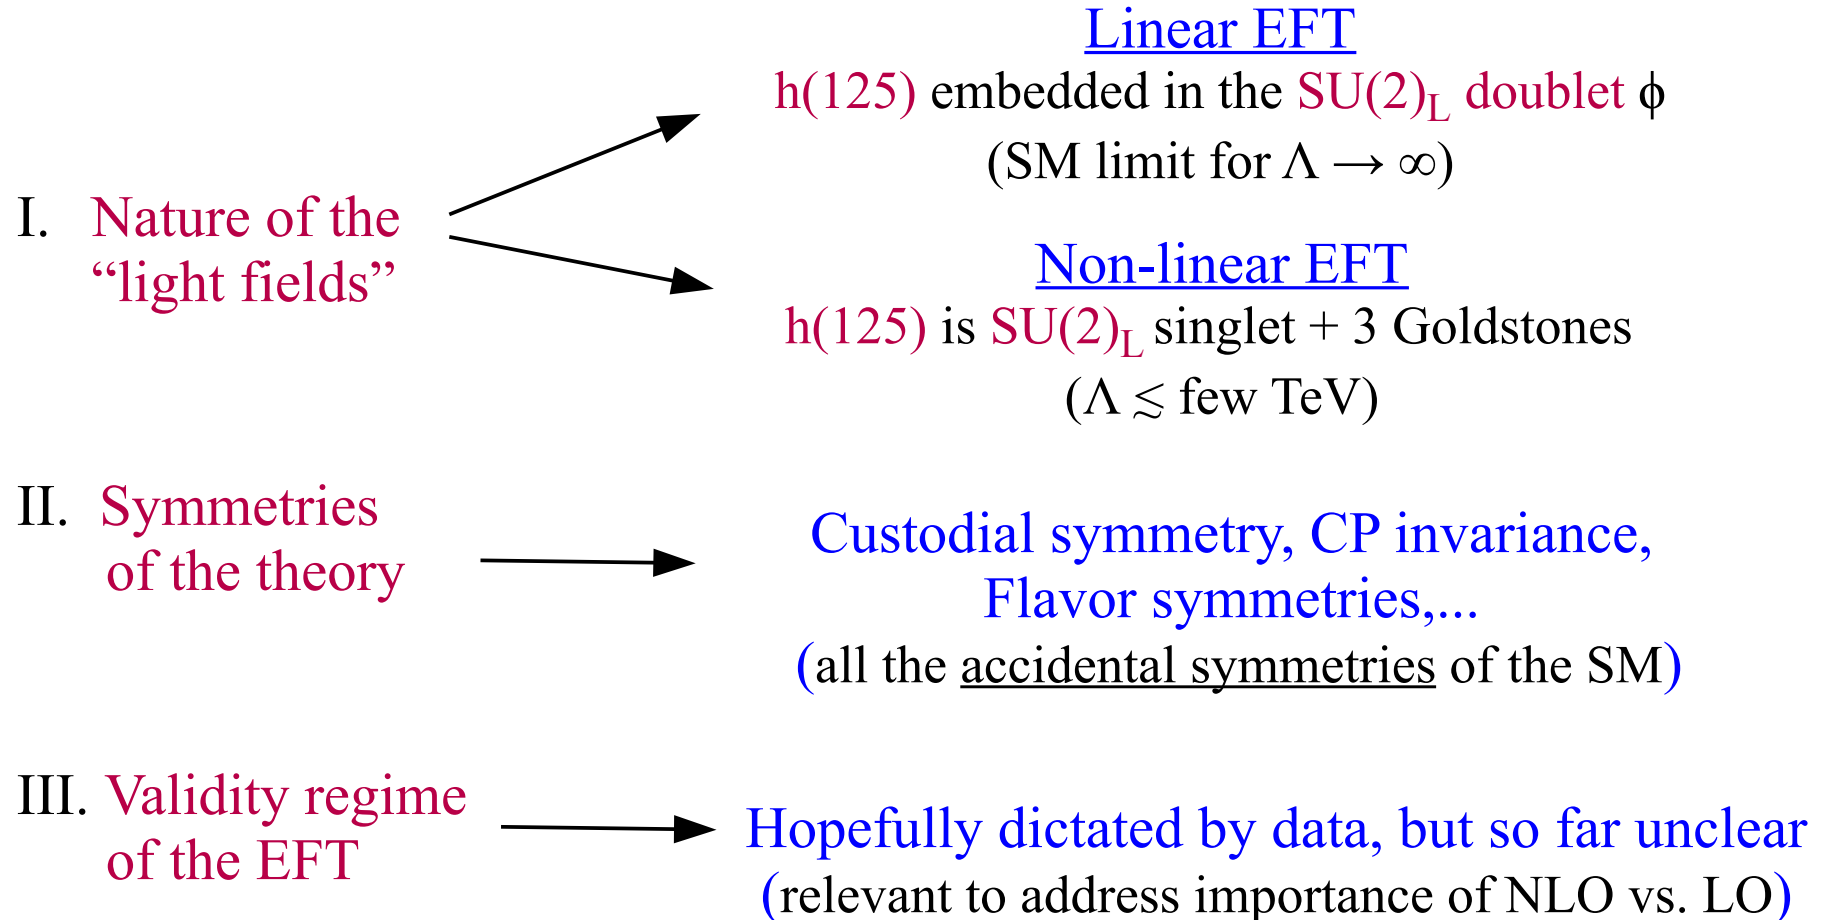 Linear EFT
h(125) embedded in the SU(2)_L doublet ϕ
(SM limit for Λ → ∞)
I. Nature of the
“light fields”
Non-linear EFT
h(125) is SU(2)_L singlet + 3 Goldstones
(Λ ≲ few TeV)
II. Symmetries
of the theory
Custodial symmetry, CP invariance,
Flavor symmetries,...
(all the accidental symmetries of the SM)
III. Validity regime
of the EFT
Hopefully dictated by data, but so far unclear
(relevant to address importance of NLO vs. LO)